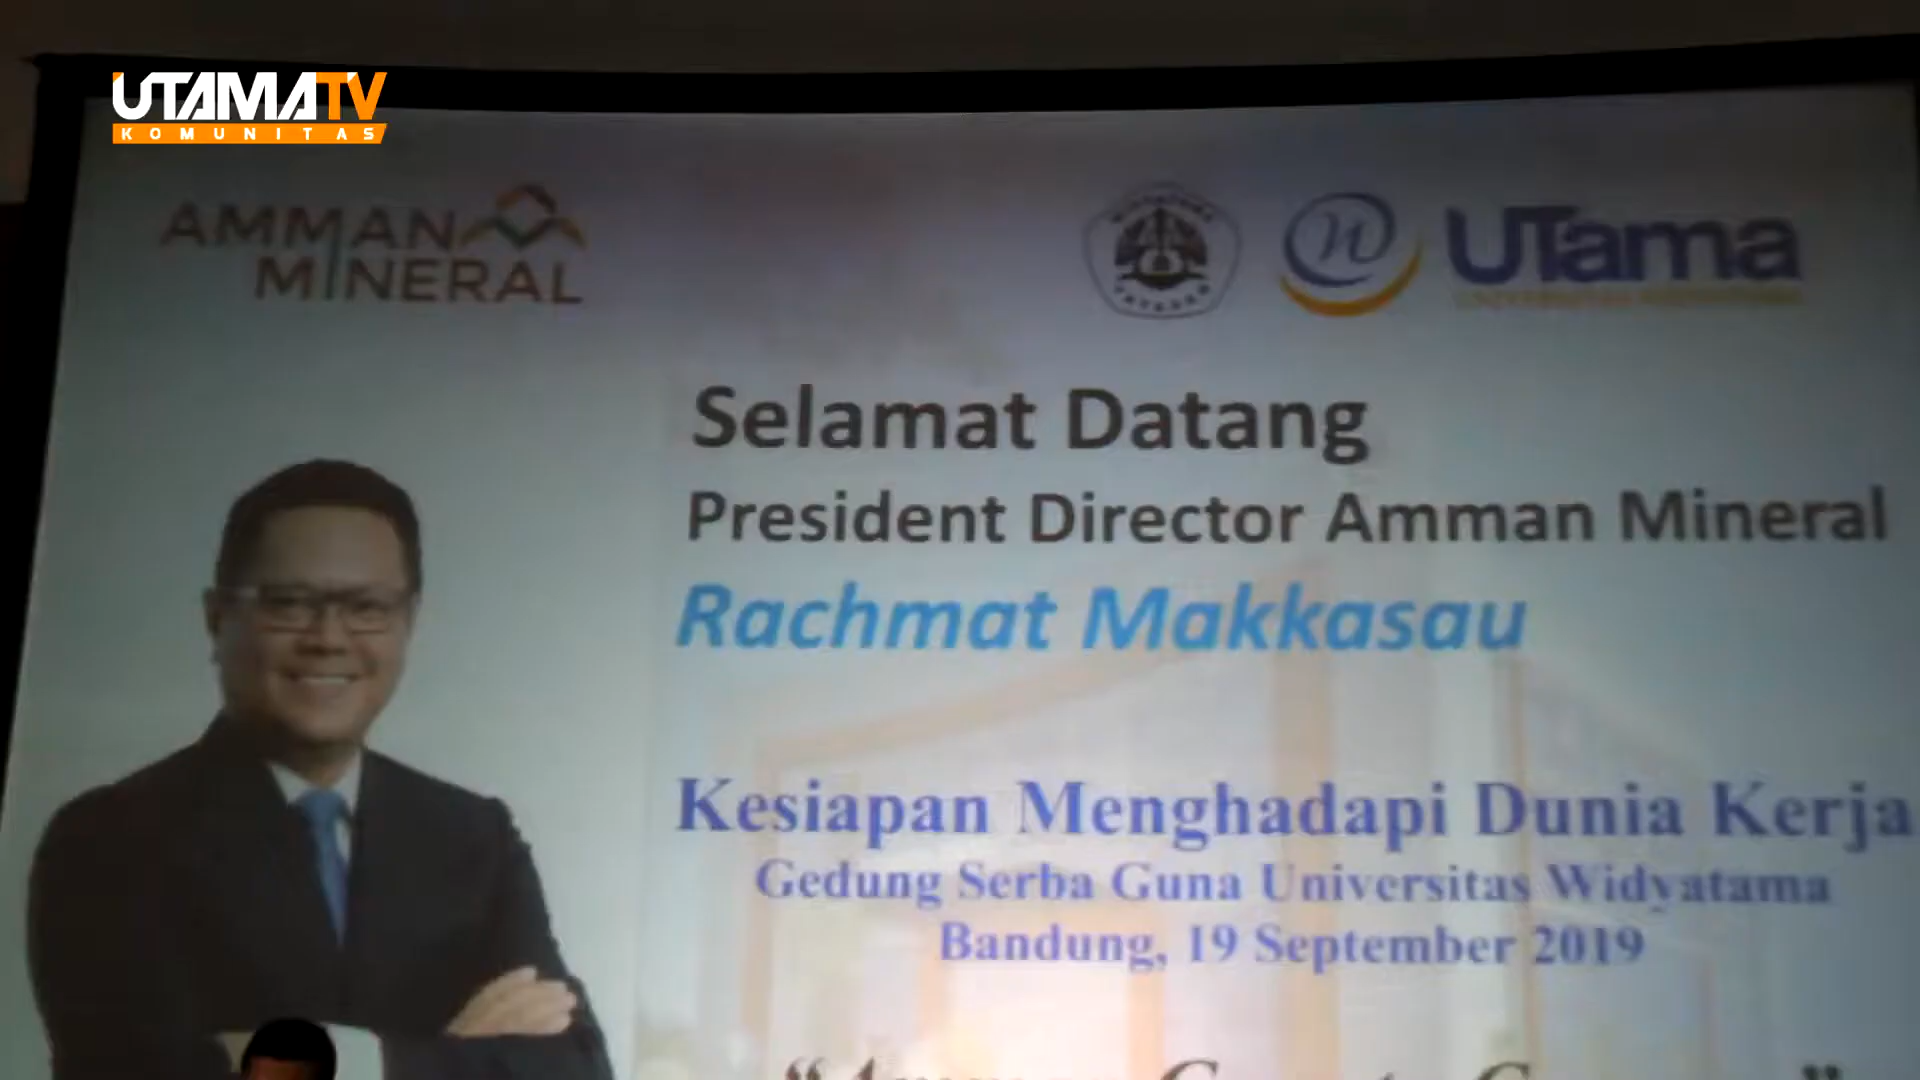 UTAMATV
KOMUNITAS
AMMAN
MINERAL
UTama
Selamat Datang
President Director Amman Mineral
Rachmat Makkasau
Kesiapan Menghadapi Dunia Kerja
Gedung Serba Guna Universitas Widyatama
Bandung, 19 September 2019